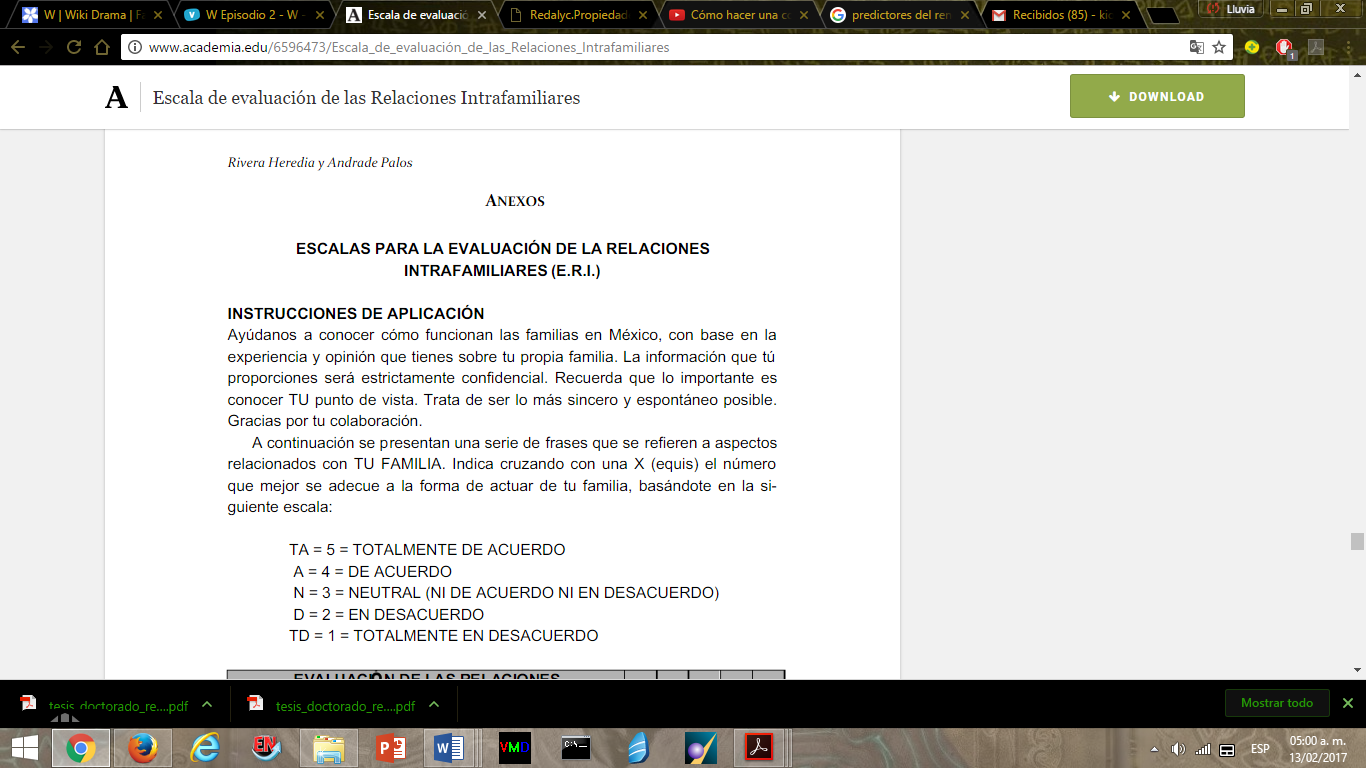 W | Wiki Drama | F
W Episodio 2 - W -
Escala de evaluació
Redalyc.Propiedad
Cómo hacer una co
predictores del ren
Recibidos (85) - ki
Lluvia
www.academia.edu/6596473/Escala_de_evaluación_de_las_Relaciones_Intrafamiliares
1
A
Escala de evaluación de las Relaciones Intrafamiliares
DOWNLOAD
Rivera Heredia y Andrade Palos
ANEXOS
ESCALAS PARA LA EVALUACIÓN DE LA RELACIONES
INTRAFAMILIARES (E.R.I.)
INSTRUCCIONES DE APLICACIÓN
Ayúdanos a conocer cómo funcionan las familias en México, con base en la
experiencia y opinión que tienes sobre tu propia familia. La información que tú
proporciones será estrictamente confidencial. Recuerda que lo importante es
conocer TU punto de vista. Trata de ser lo más sincero y espontáneo posible.
Gracias por tu colaboración.
A continuación se presentan una serie de frases que se refieren a aspectos
relacionados con TU FAMILIA. Indica cruzando con una X (equis) el número
que mejor se adecue a la forma de actuar de tu familia, basándote en la si-
guiente escala:
TA = 5 = TOTALMENTE DE ACUERDO
A = 4 = DE ACUERDO
N = 3 = NEUTRAL (NI DE ACUERDO NI EN DESACUERDO)
D = 2 = EN DESACUERDO
TD = 1 = TOTALMENTE EN DESACUERDO
EVALUACIÓN DE LAS RELACIONES
tesis_doctorado_re....pdf
tesis_doctorado_re....pdf
Mostrar todo
EN
VMD
C:\
ESP
05:00 a. m.
13/02/2017